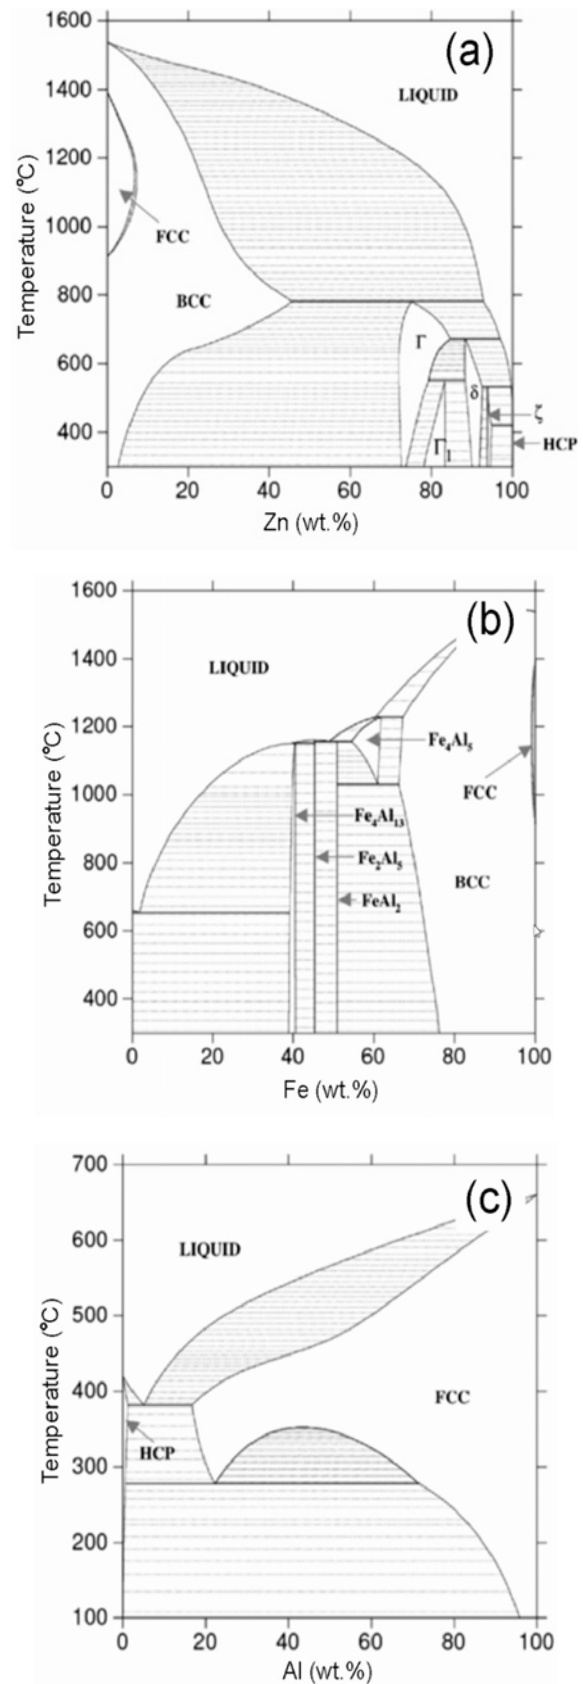 1600
(a)
1400
LIQUID
1200
1000
FCC
800
BCC
Γ
600
δ
ζ
400
Γ1
HCP
0 20 40 60 80 100
Temperature (°C)
Zn (wt.%)
1600
(b)
1400
LIQUID
1200
Fe4Al5
1000
FCC
Fe4Al13
800
Fe2Al5
BCC
FeAl2
600
400
0 20 40 60 80 100
Temperature (°C)
Fe (wt.%)
700
(c)
600
LIQUID
500
400
FCC
HCP
300
200
100
0 20 40 60 80 100
Temperature (°C)
Al (wt.%)